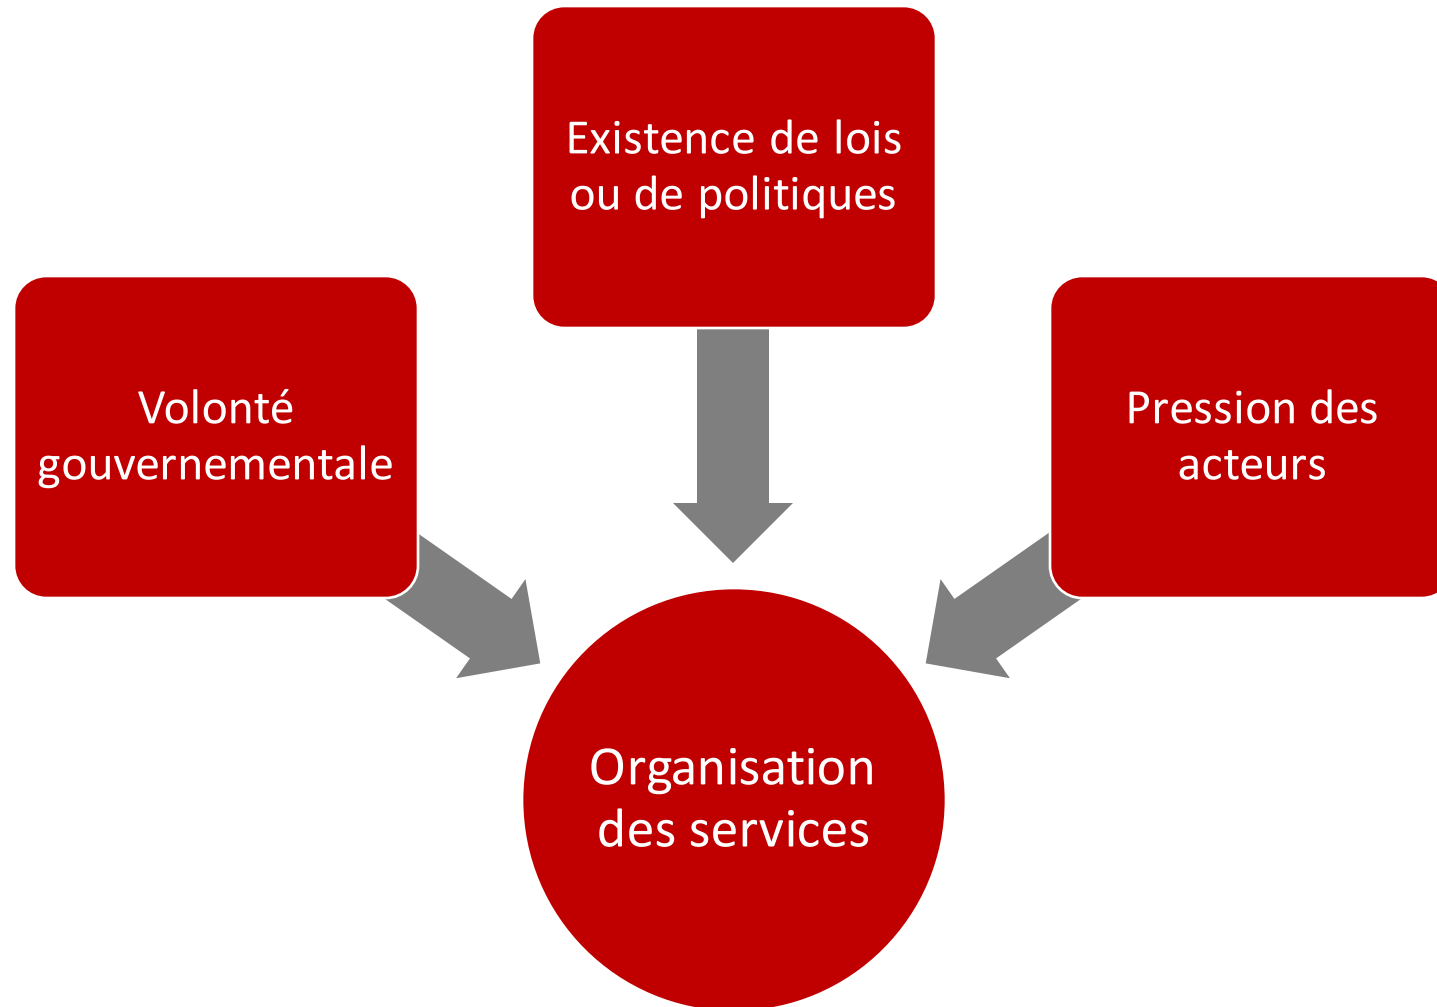 Existence de lois
ou de politiques
Volonté
gouvernementale
Pression des
acteurs
Organisation
des services